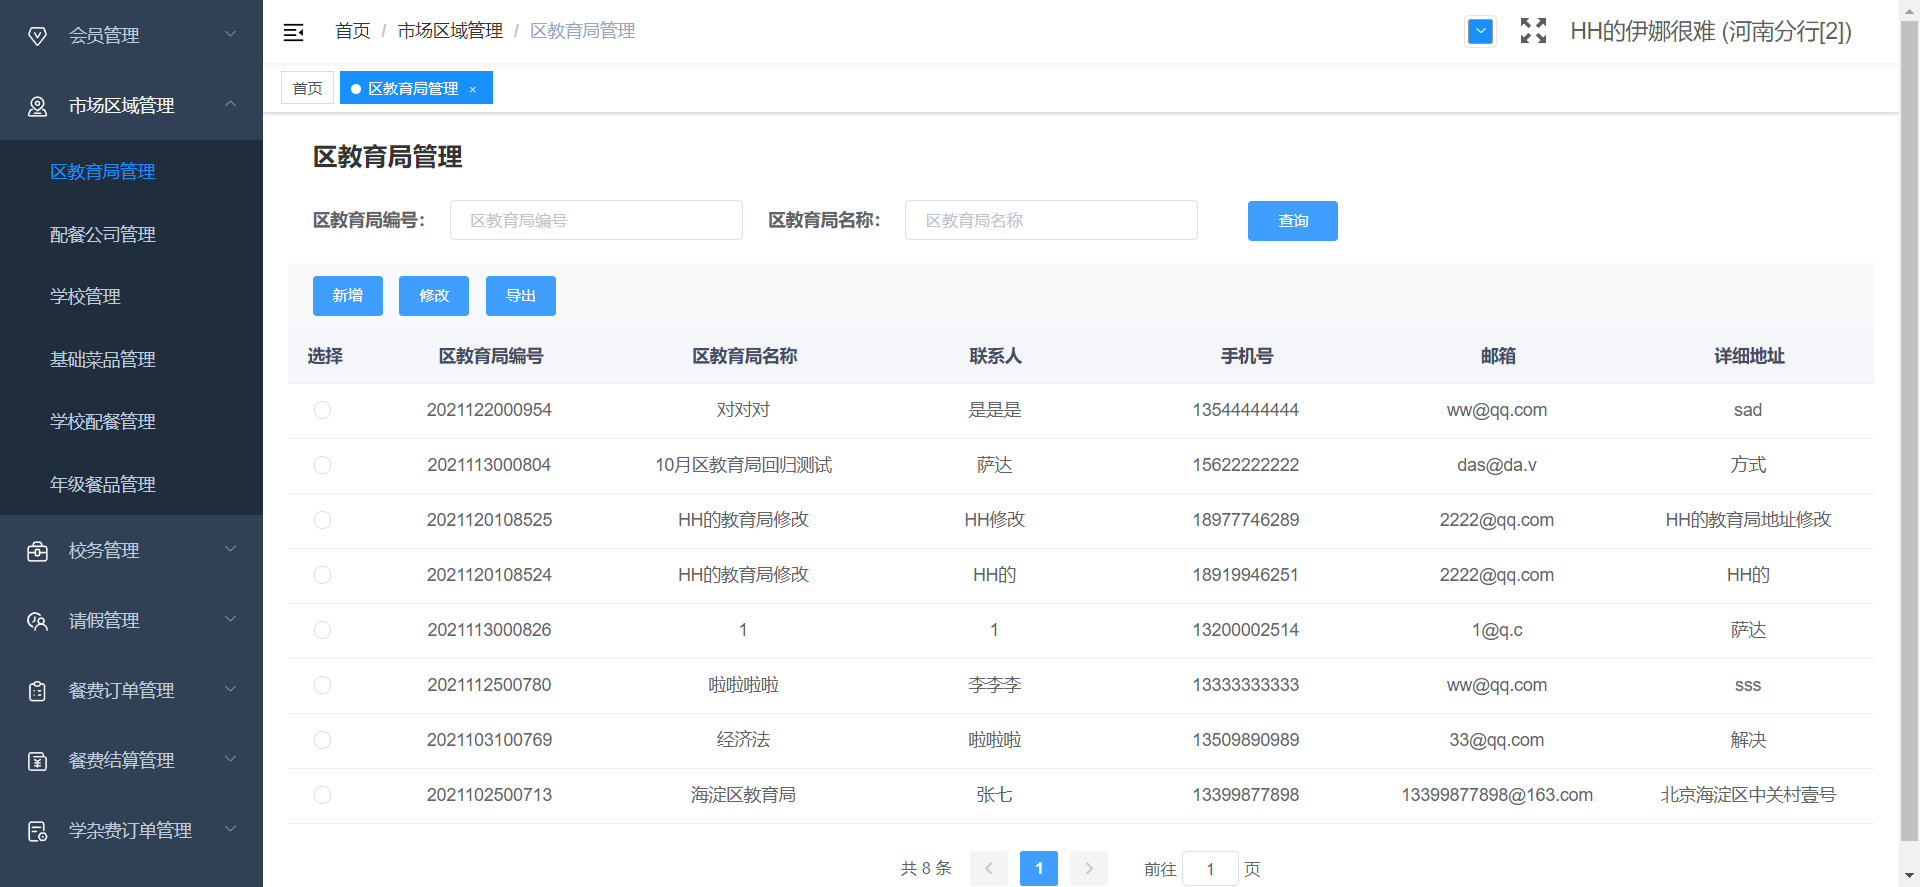 会员管理
市场区域管理
区教育局管理
配餐公司管理
学校管理
基础菜品管理
学校配餐管理
年级餐品管理
校务管理
请假管理
餐费订单管理
餐费结算管理
学杂费订单管理
首页 / 市场区域管理 / 区教育局管理
HH的伊娜很难 (河南分行[2])
首页 区教育局管理 ×
区教育局管理
区教育局编号: 区教育局编号 区教育局名称: 区教育局名称 查询
新增 修改 导出
选择 区教育局编号 区教育局名称 联系人 手机号 邮箱 详细地址
2021122000954 对对对 是是是 13544444444 ww@qq.com sad
2021113000804 10月区教育局回归测试 萨达 15622222222 das@da.v 方式
2021120108525 HH的教育局修改 HH修改 18977746289 2222@qq.com HH的教育局地址修改
2021120108524 HH的教育局修改 HH的 18919946251 2222@qq.com HH的
2021113000826 1 1 13200002514 1@q.c 萨达
2021112500780 啦啦啦啦 李李李 13333333333 ww@qq.com sss
2021103100769 经济法 啦啦啦 13509890989 33@qq.com 解决
2021102500713 海淀区教育局 张七 13399877898 13399877898@163.com 北京海淀区中关村壹号
共 8 条 1 前往 1 页